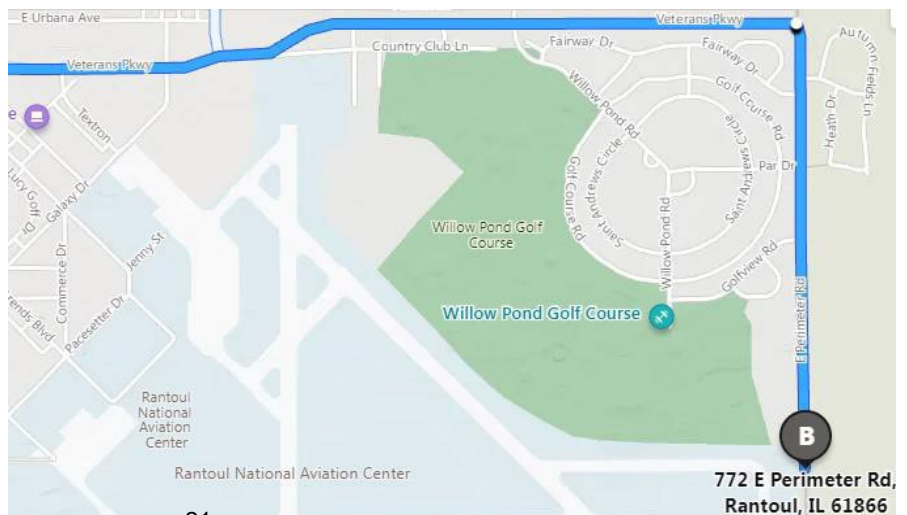 E Urbana Ave
Veterans Pkwy
Country Club Ln
Fairway Dr
Fairway Dr
Autumn Fields Ln
Veterans Pkwy
Willow Pond Rd
Golf Course Rd
Heath Dr
e
Textron
Saint Andrews Circle
Par Dr
Lucy Goff Dr
Galaxy Dr
Golf Course Rd
Saint Andrews Circle
Willow Pond Golf
Course
Willow Pond Rd
Jenny St
Golfview Rd
Commerce Dr
Pacesetter Dr
E Perimeter Rd
Willow Pond Golf Course
rends Blvd
Rantoul
National
Aviation
Center
B
Rantoul National Aviation Center
772 E Perimeter Rd,
Rantoul, IL 61866